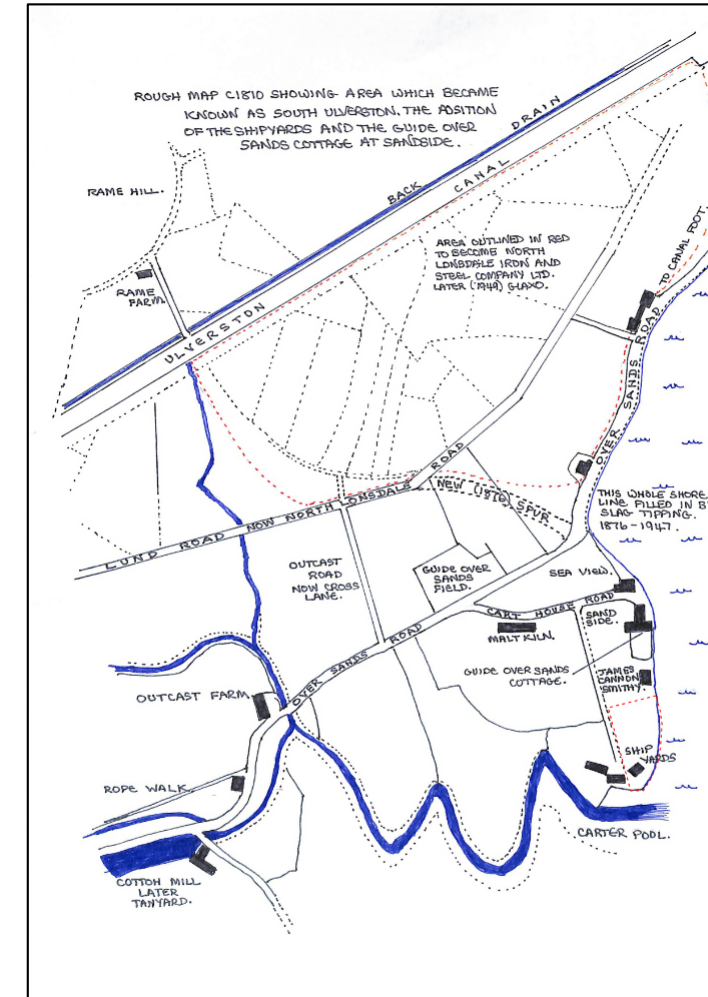 ROUGH MAP C1810 SHOWING AREA WHICH BECAME
KNOWN AS SOUTH ULVERSTON. THE POSITION
OF THE SHIPYARDS AND THE GUIDE OVER
SANDS COTTAGE AT SANDSIDE.
RAME HILL.
BACK DRAIN
ULVERSTON CANAL
RAME
FARM.
AREA OUTLINED IN RED
TO BECOME NORTH
LONSDALE IRON AND
STEEL COMPANY LTD.
LATER (1949) GLAXO.
TO CANAL FOOT.
OVER SANDS ROAD
LUND ROAD NOW NORTH LONSDALE ROAD
NEW (1876) SPUR
THIS WHOLE SHORE
LINE FILLED IN
SLAG TIPPING.
1876-1947.
OUTCAST
ROAD
NOW CROSS
LANE.
GUIDE OVER
SANDS
FIELD.
SEA VIEW.
CART HOUSE ROAD
SAND
SIDE.
MALT KILN.
OVER SANDS ROAD
GUIDE OVER SANDS
COTTAGE.
JAMES
CANNON
SMITHY.
OUTCAST FARM.
SHIP
YARDS
ROPE WALK.
CARTER POOL.
COTTON MILL
LATER
TANYARD.